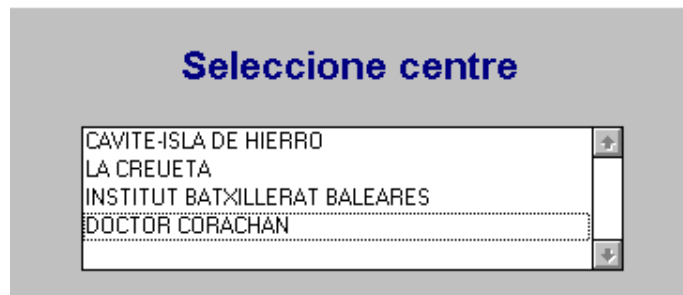 Seleccione centre
CAVITE-ISLA DE HIERRO
LA CREUETA
INSTITUT BATXILLERAT BALEARES
DOCTOR CORACHAN